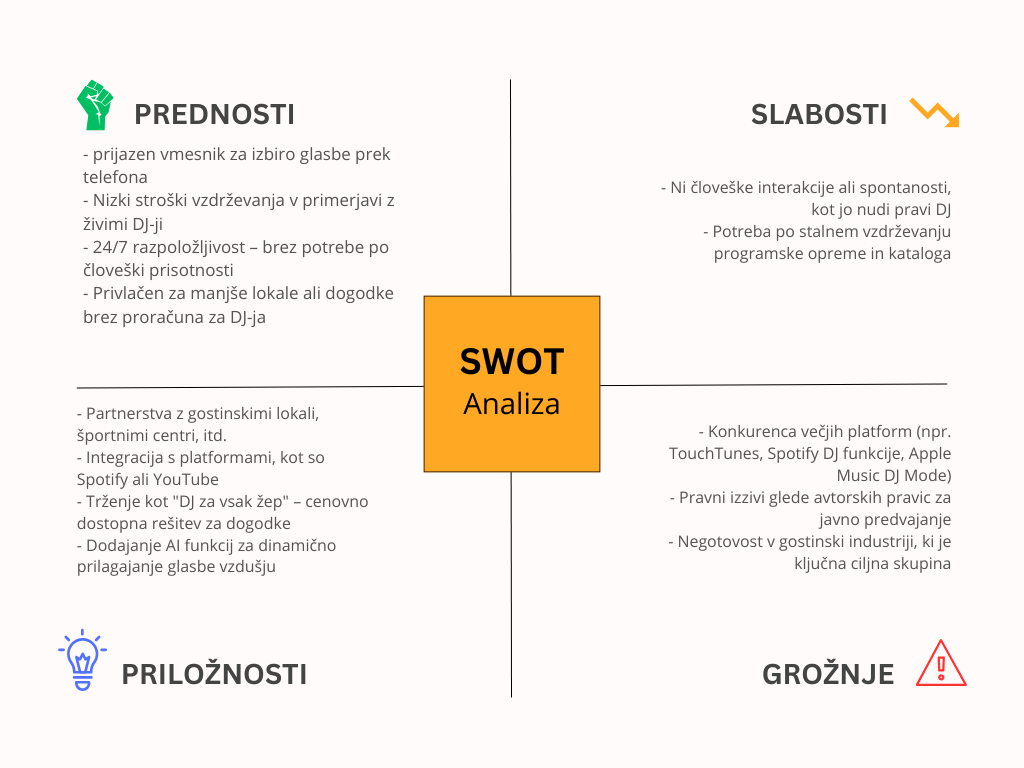 PREDNOSTI
- prijazen vmesnik za izbiro glasbe prek
telefona
- Nizki stroški vzdrževanja v primerjavi z
živimi DJ-ji
- 24/7 razpoložljivost – brez potrebe po
človeški prisotnosti
- Privlačen za manjše lokale ali dogodke
brez proračuna za DJ-ja
SLABOSTI
- Ni človeške interakcije ali spontanosti,
kot jo nudi pravi DJ
- Potreba po stalnem vzdrževanju
programske opreme in kataloga
SWOT
Analiza
- Partnerstva z gostinskimi lokali,
športnimi centri, itd.
- Integracija s platformami, kot so
Spotify ali YouTube
- Trženje kot "DJ za vsak žep" – cenovno
dostopna rešitev za dogodke
- Dodajanje AI funkcij za dinamično
prilagajanje glasbe vzdušju
PRILOŽNOSTI
- Konkurenca večjih platform (npr.
TouchTunes, Spotify DJ funkcije, Apple
Music DJ Mode)
- Pravni izzivi glede avtorskih pravic za
javno predvajanje
- Negotovost v gostinski industriji, ki je
ključna ciljna skupina
GROŽNJE